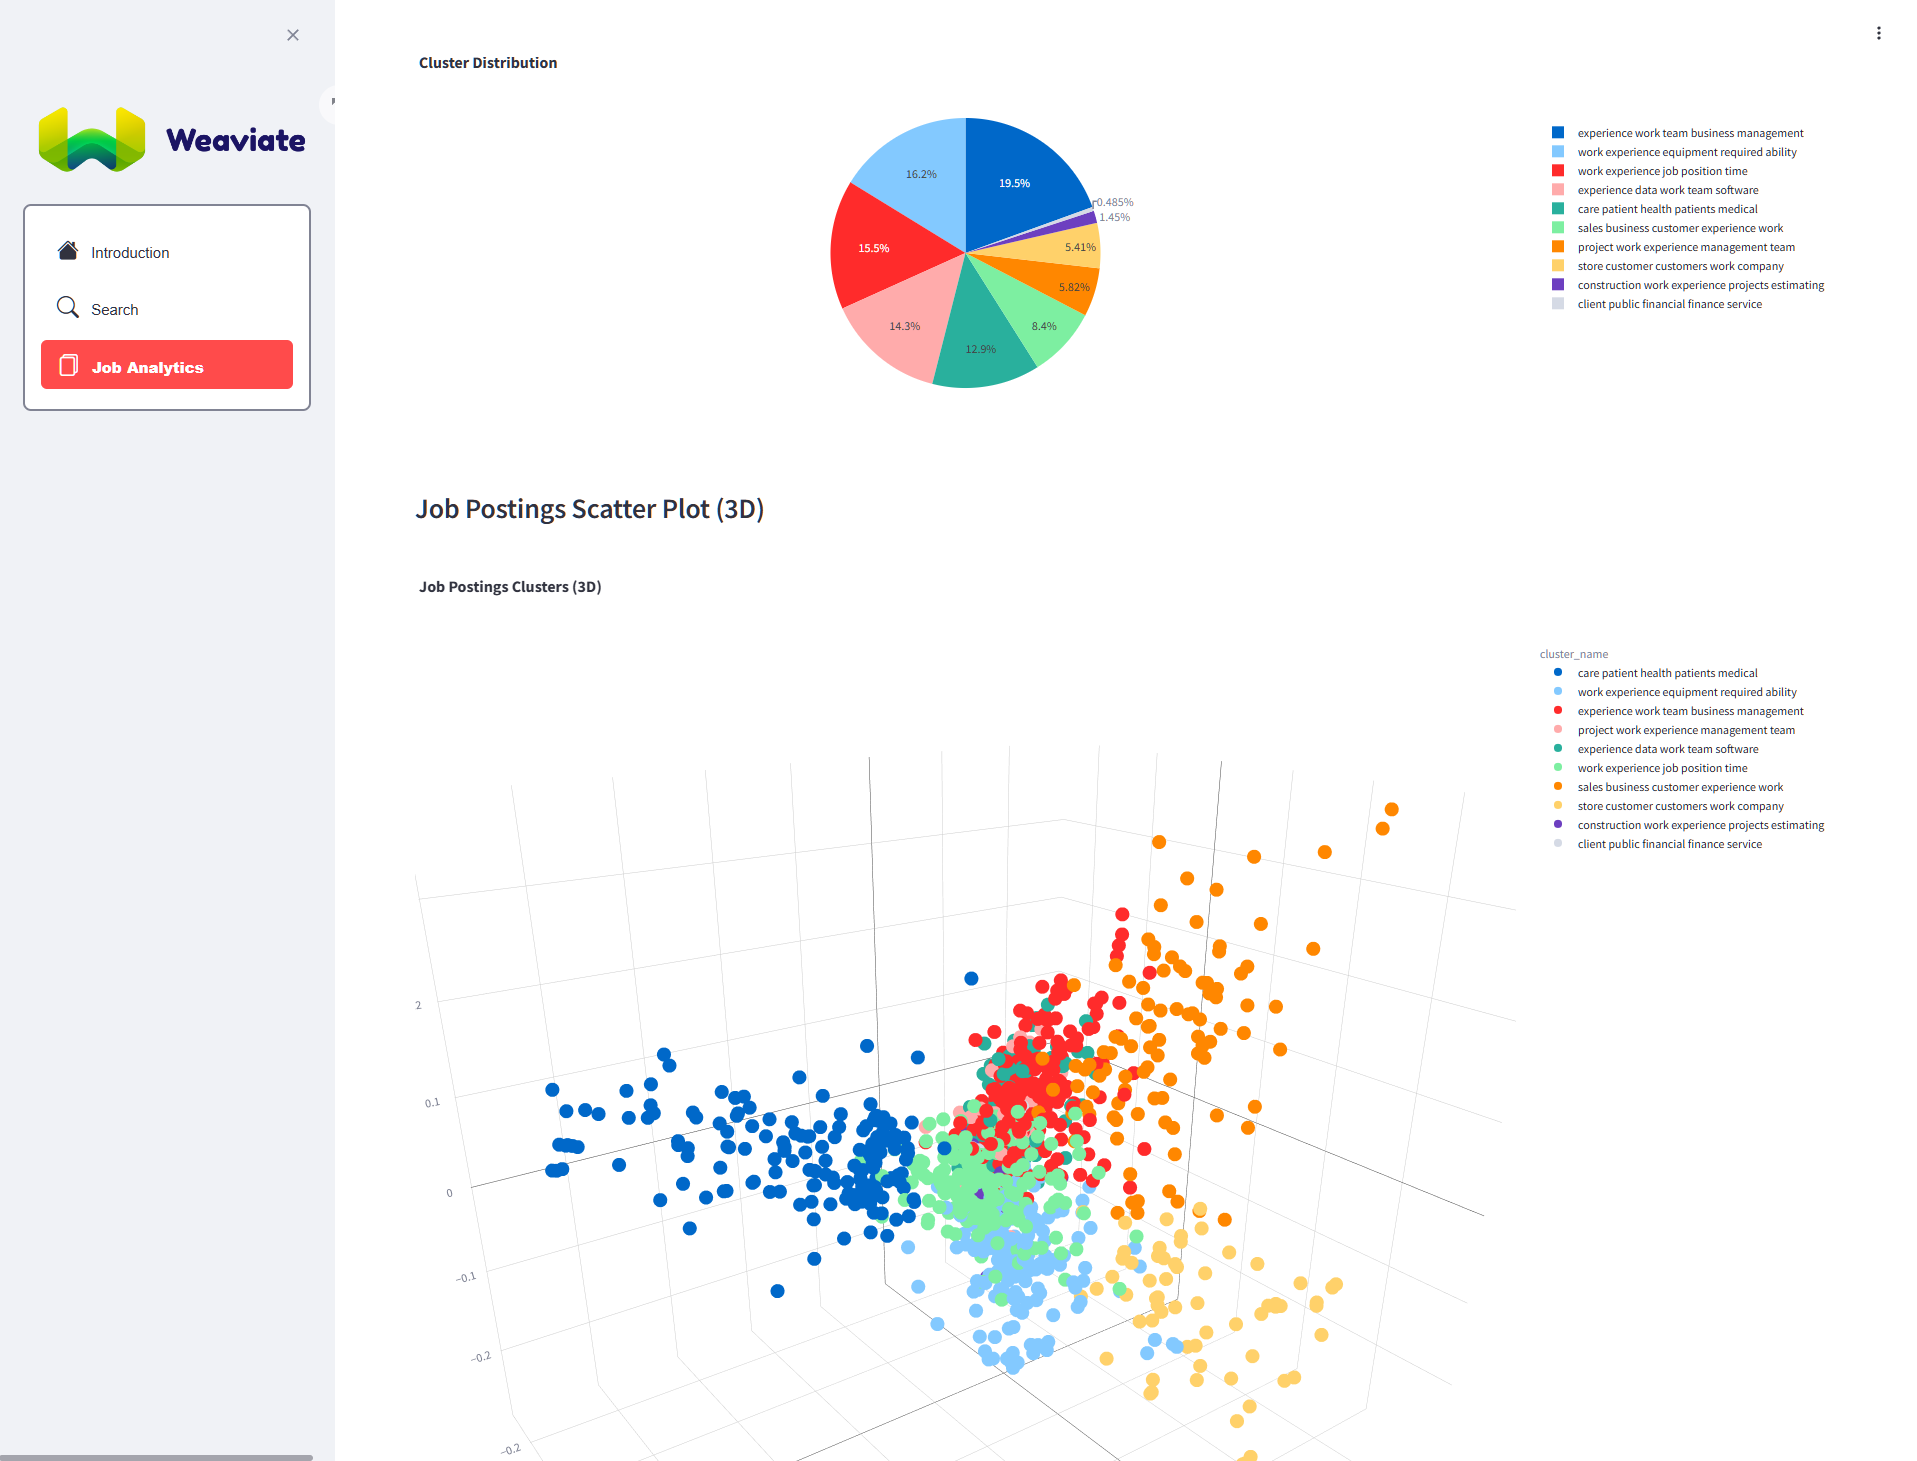 Weaviate
Introduction
Search
Job Analytics
Cluster Distribution
19.5%
16.2%
15.5%
14.3%
12.9%
8.4%
5.82%
5.41%
1.45%
0.485%
experience work team business management
work experience equipment required ability
work experience job position time
experience data work team software
care patient health patients medical
sales business customer experience work
project work experience management team
store customer customers work company
construction work experience projects estimating
client public financial finance service
Job Postings Scatter Plot (3D)
Job Postings Clusters (3D)
cluster_name
care patient health patients medical
work experience equipment required ability
experience work team business management
project work experience management team
experience data work team software
work experience job position time
sales business customer experience work
store customer customers work company
construction work experience projects estimating
client public financial finance service
2
0.1
0
−0.1
−0.2
−0.2